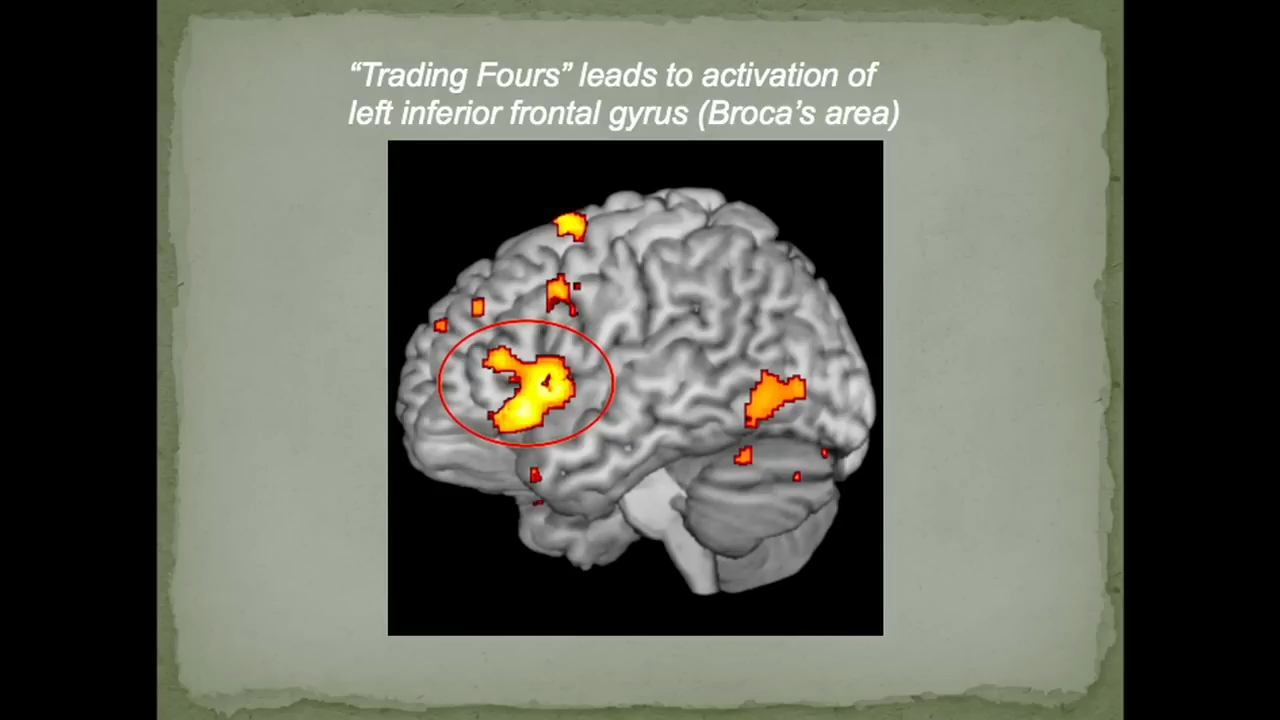 “Trading Fours” leads to activation of
left inferior frontal gyrus (Broca’s area)